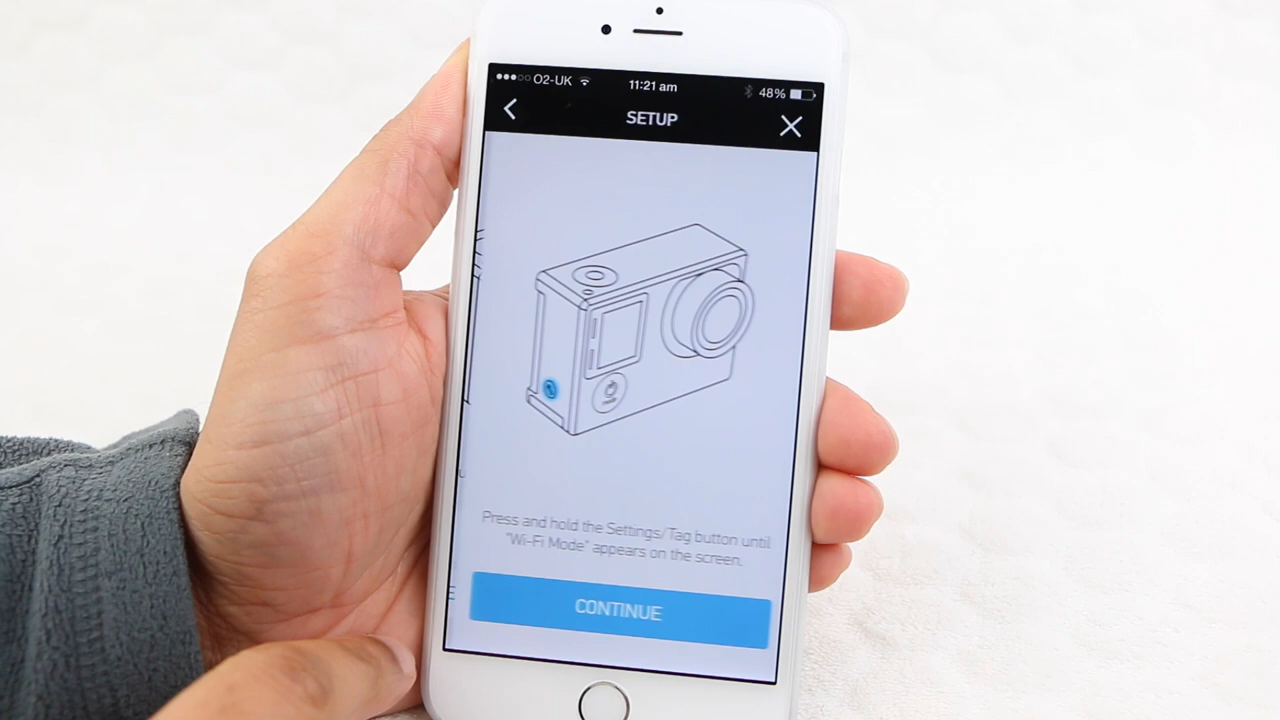 O2-UK 11:21 am 48%
SETUP
mode
Press and hold the Settings/Tag button until
"Wi-Fi Mode" appears on the screen.
CONTINUE